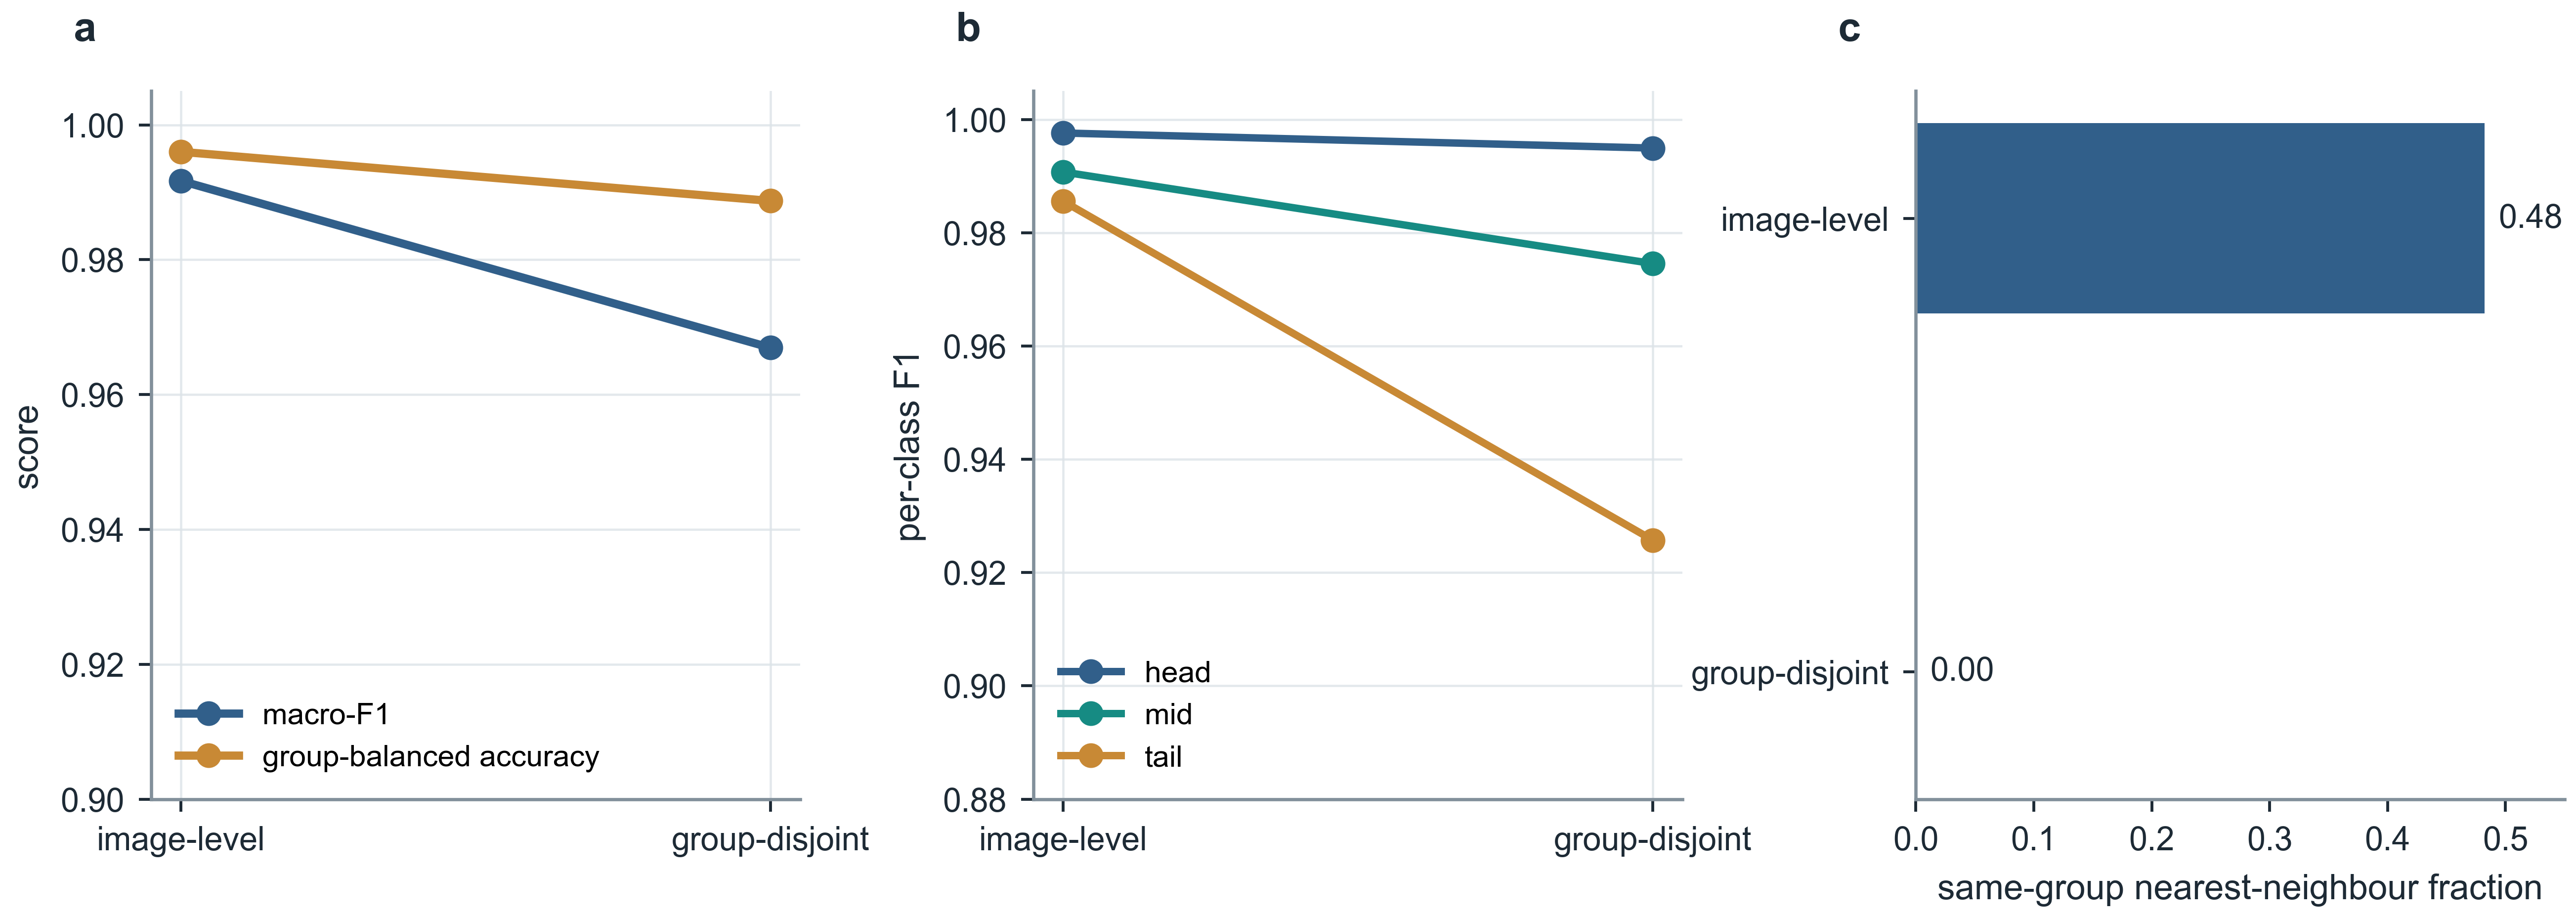 a
score
1.00
0.98
0.96
0.94
0.92
0.90
macro-F1
group-balanced accuracy
image-level
group-disjoint
b
per-class F1
1.00
0.98
0.96
0.94
0.92
0.90
0.88
head
mid
tail
image-level
group-disjoint
c
image-level
0.48
group-disjoint
0.00
0.0
0.1
0.2
0.3
0.4
0.5
same-group nearest-neighbour fraction